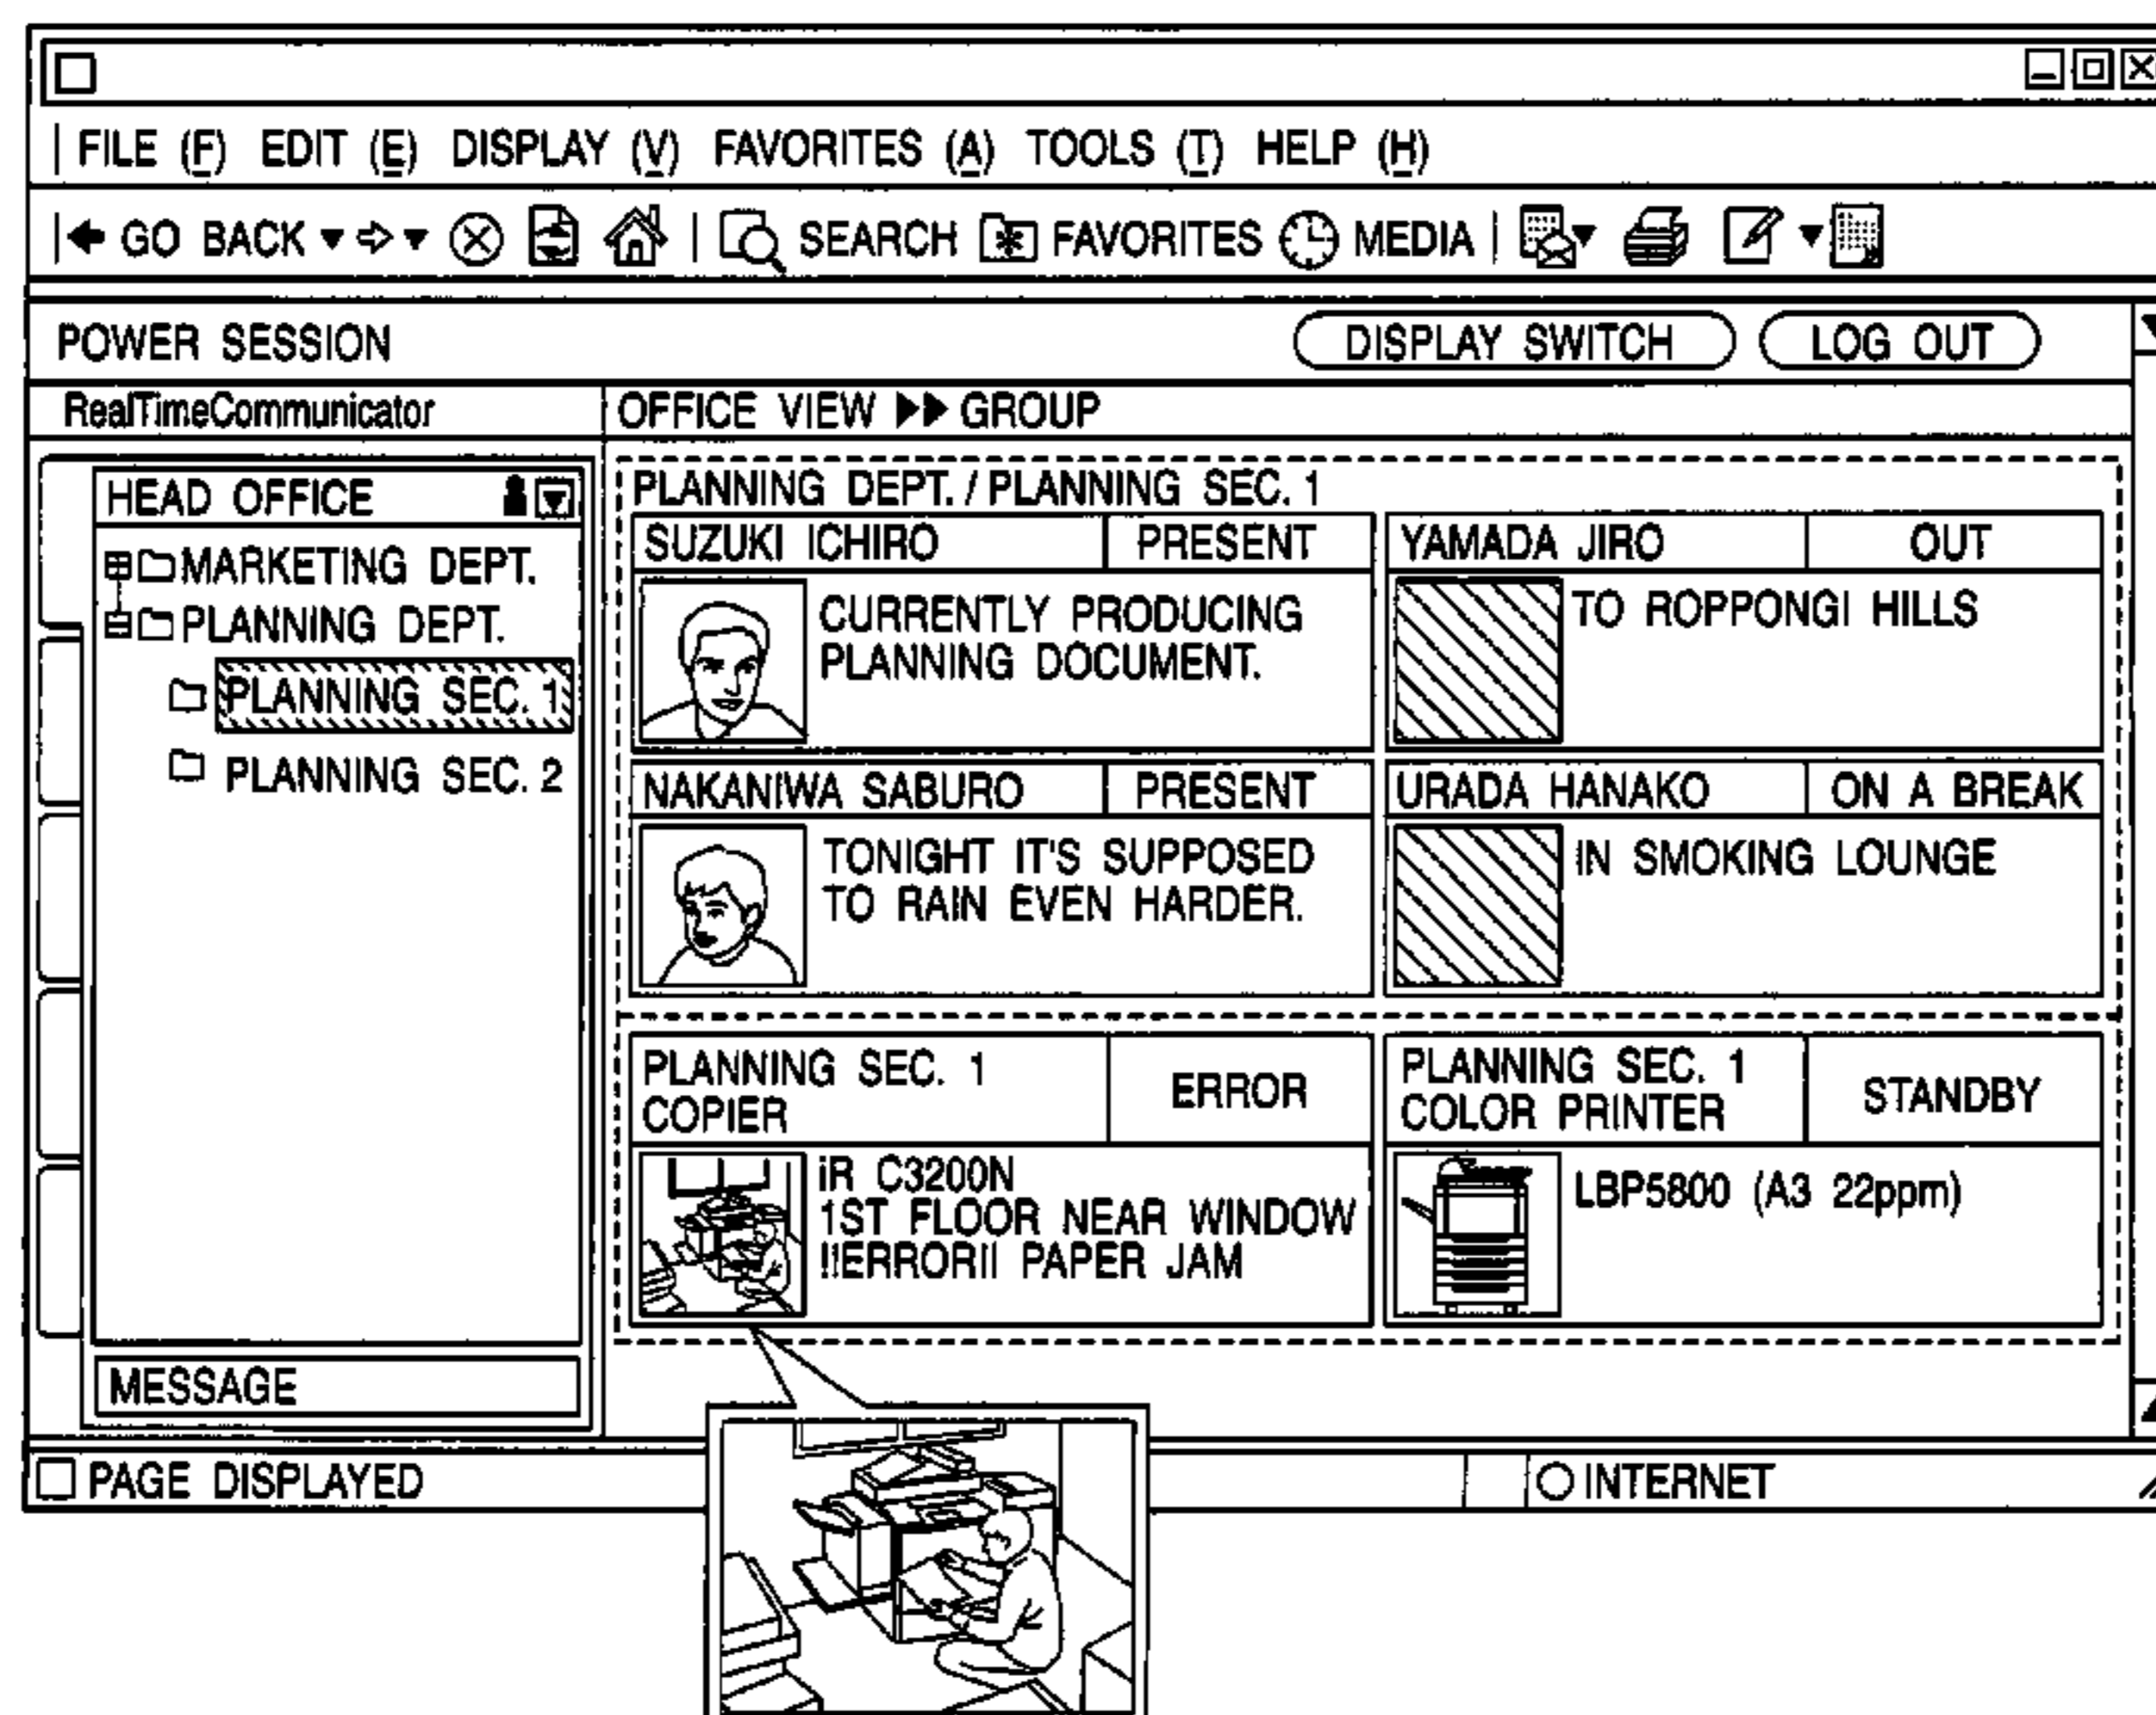 FILE (F) EDIT (E) DISPLAY (V) FAVORITES (A) TOOLS (T) HELP (H)
GO BACK SEARCH FAVORITES MEDIA
POWER SESSION DISPLAY SWITCH LOG OUT
RealTimeCommunicator OFFICE VIEW ▶▶ GROUP
HEAD OFFICE
MARKETING DEPT.
PLANNING DEPT.
PLANNING SEC. 1
PLANNING SEC. 2
MESSAGE
PLANNING DEPT. / PLANNING SEC. 1
SUZUKI ICHIRO PRESENT
CURRENTLY PRODUCING
PLANNING DOCUMENT.
YAMADA JIRO OUT
TO ROPPONGI HILLS
NAKANIWA SABURO PRESENT
TONIGHT IT'S SUPPOSED
TO RAIN EVEN HARDER.
URADA HANAKO ON A BREAK
IN SMOKING LOUNGE
PLANNING SEC. 1
COPIER
ERROR
iR C3200N
1ST FLOOR NEAR WINDOW
!!ERROR!! PAPER JAM
PLANNING SEC. 1
COLOR PRINTER
STANDBY
LBP5800 (A3 22ppm)
PAGE DISPLAYED INTERNET